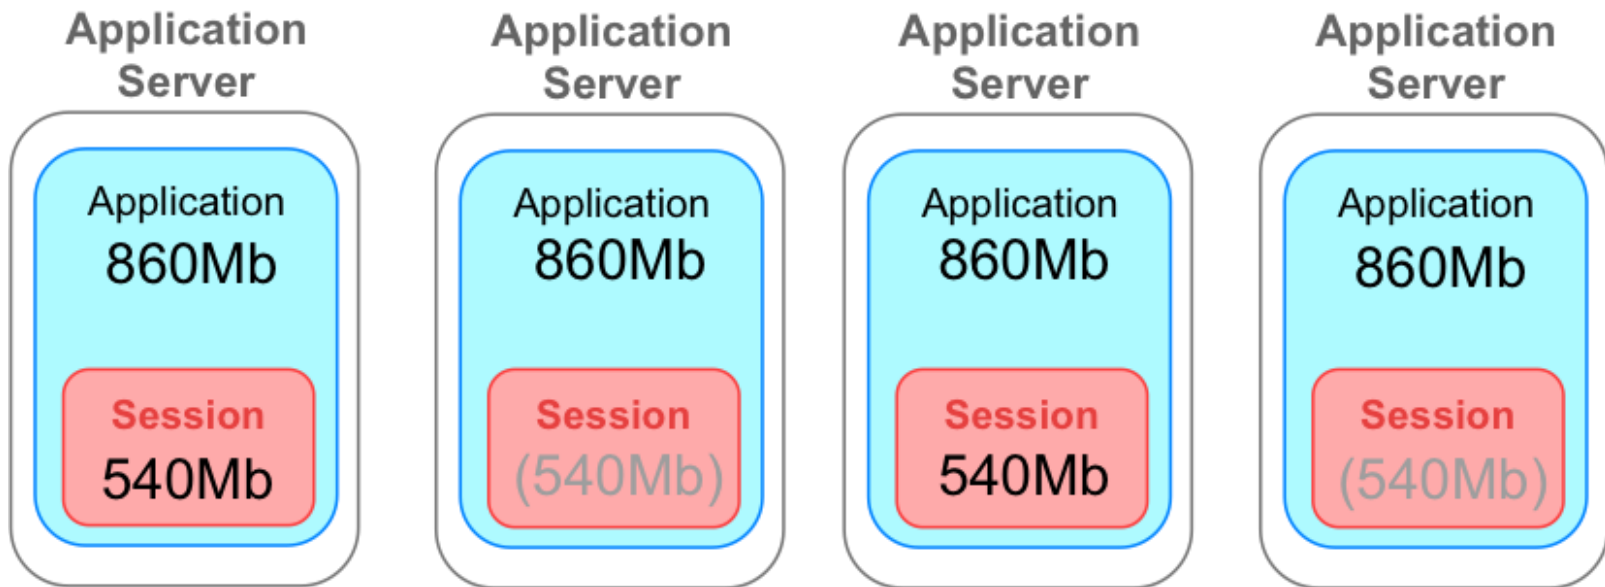 Application
Server
Application
860Mb
Session
540Mb
Application
Server
Application
860Mb
Session
(540Mb)
Application
Server
Application
860Mb
Session
540Mb
Application
Server
Application
860Mb
Session
(540Mb)